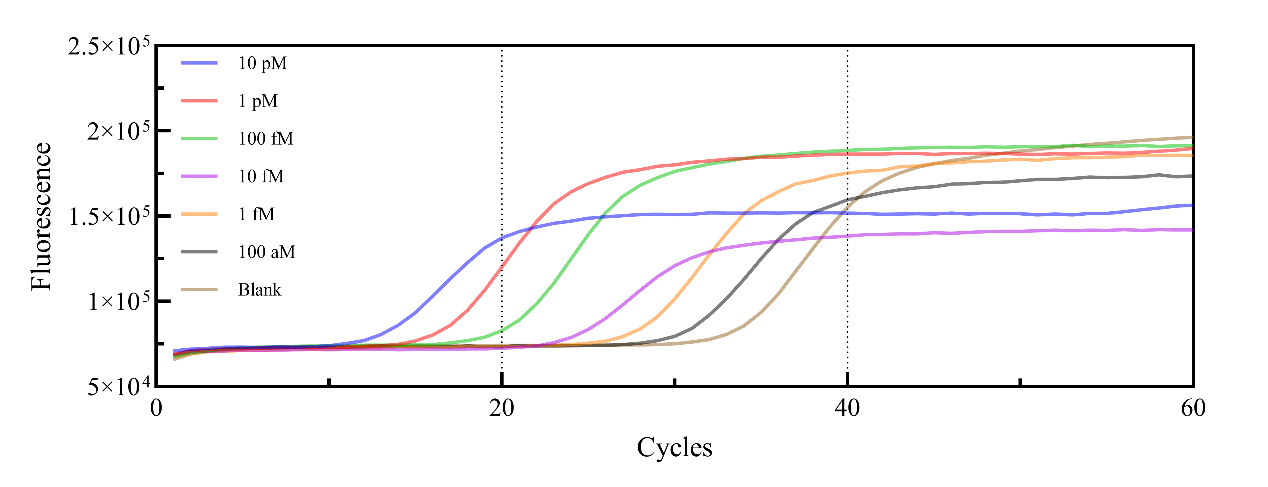 2.5×10⁵
2×10⁵
1.5×10⁵
1×10⁵
5×10⁴
Fluorescence
10 pM
1 pM
100 fM
10 fM
1 fM
100 aM
Blank
0 20 40 60
Cycles